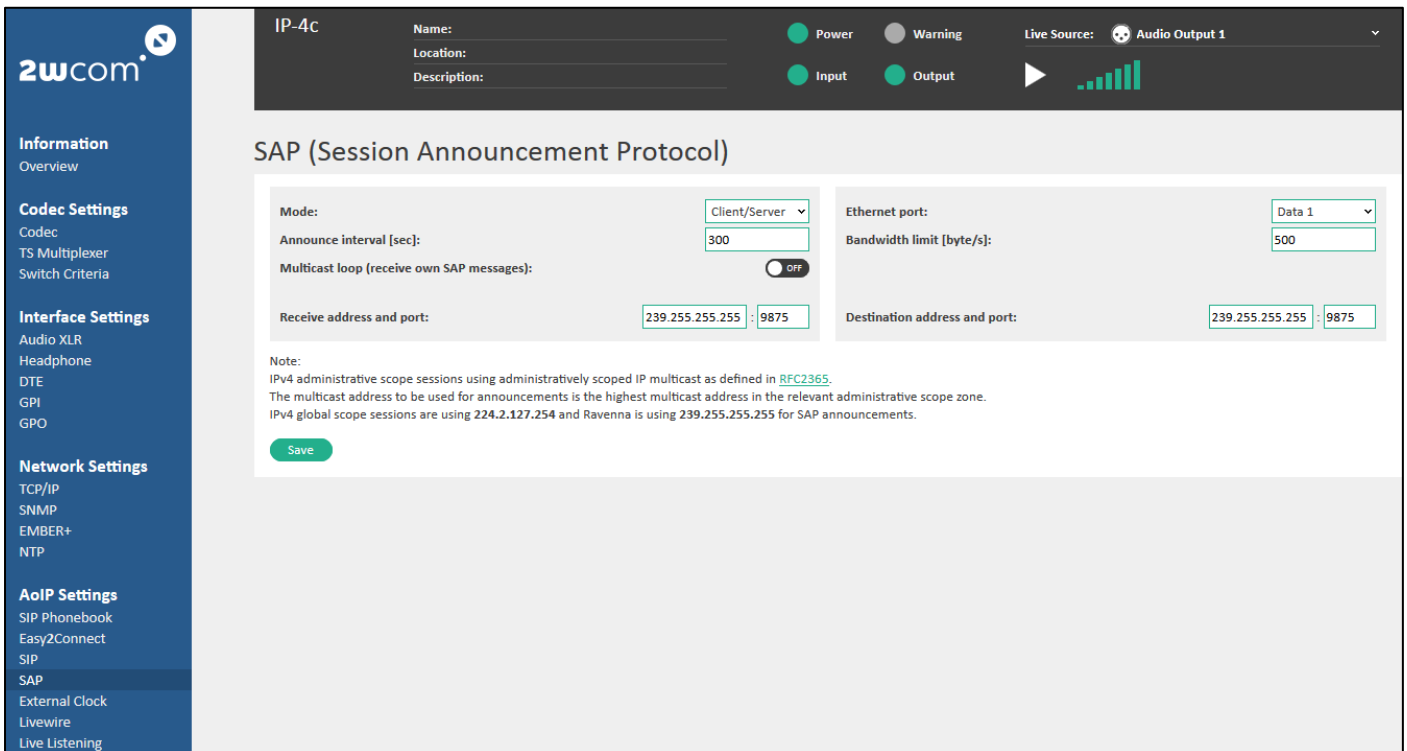 2wcom
Information
Overview
Codec Settings
Codec
TS Multiplexer
Switch Criteria
Interface Settings
Audio XLR
Headphone
DTE
GPI
GPO
Network Settings
TCP/IP
SNMP
EMBER+
NTP
AoIP Settings
SIP Phonebook
Easy2Connect
SIP
SAP
External Clock
Livewire
Live Listening
IP-4c
Name:
Location:
Description:
Power
Warning
Input
Output
Live Source: Audio Output 1
SAP (Session Announcement Protocol)
Mode: Client/Server
Announce interval [sec]: 300
Multicast loop (receive own SAP messages): OFF
Receive address and port: 239.255.255.255 : 9875
Ethernet port: Data 1
Bandwidth limit [byte/s]: 500
Destination address and port: 239.255.255.255 : 9875
Note:
IPv4 administrative scope sessions using administratively scoped IP multicast as defined in RFC2365.
The multicast address to be used for announcements is the highest multicast address in the relevant administrative scope zone.
IPv4 global scope sessions are using 224.2.127.254 and Ravenna is using 239.255.255.255 for SAP announcements.
Save